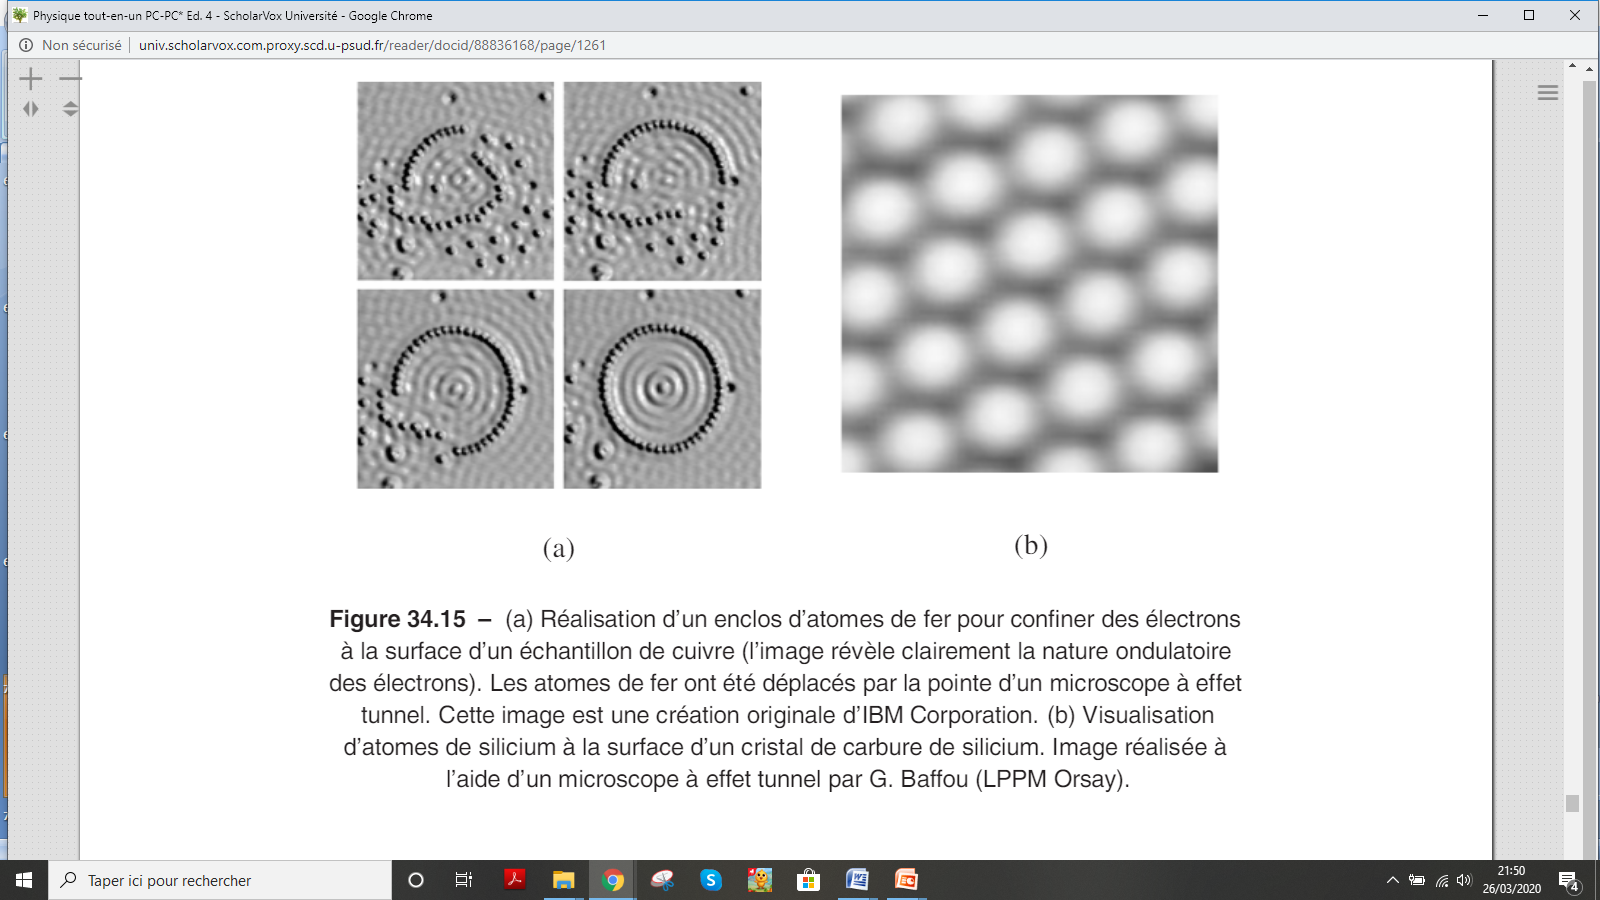 Physique tout-en-un PC-PC* Ed. 4 - ScholarVox Université - Google Chrome
Non sécurisé | univ.scholarvox.com.proxy.scd.u-psud.fr/reader/docid/88836168/page/1261
(a)
(b)
Figure 34.15 – (a) Réalisation d’un enclos d’atomes de fer pour confiner des électrons
à la surface d’un échantillon de cuivre (l’image révèle clairement la nature ondulatoire
des électrons). Les atomes de fer ont été déplacés par la pointe d’un microscope à effet
tunnel. Cette image est une création originale d’IBM Corporation. (b) Visualisation
d’atomes de silicium à la surface d’un cristal de carbure de silicium. Image réalisée à
l’aide d’un microscope à effet tunnel par G. Baffou (LPPM Orsay).
Taper ici pour rechercher
21:50
26/03/2020
4